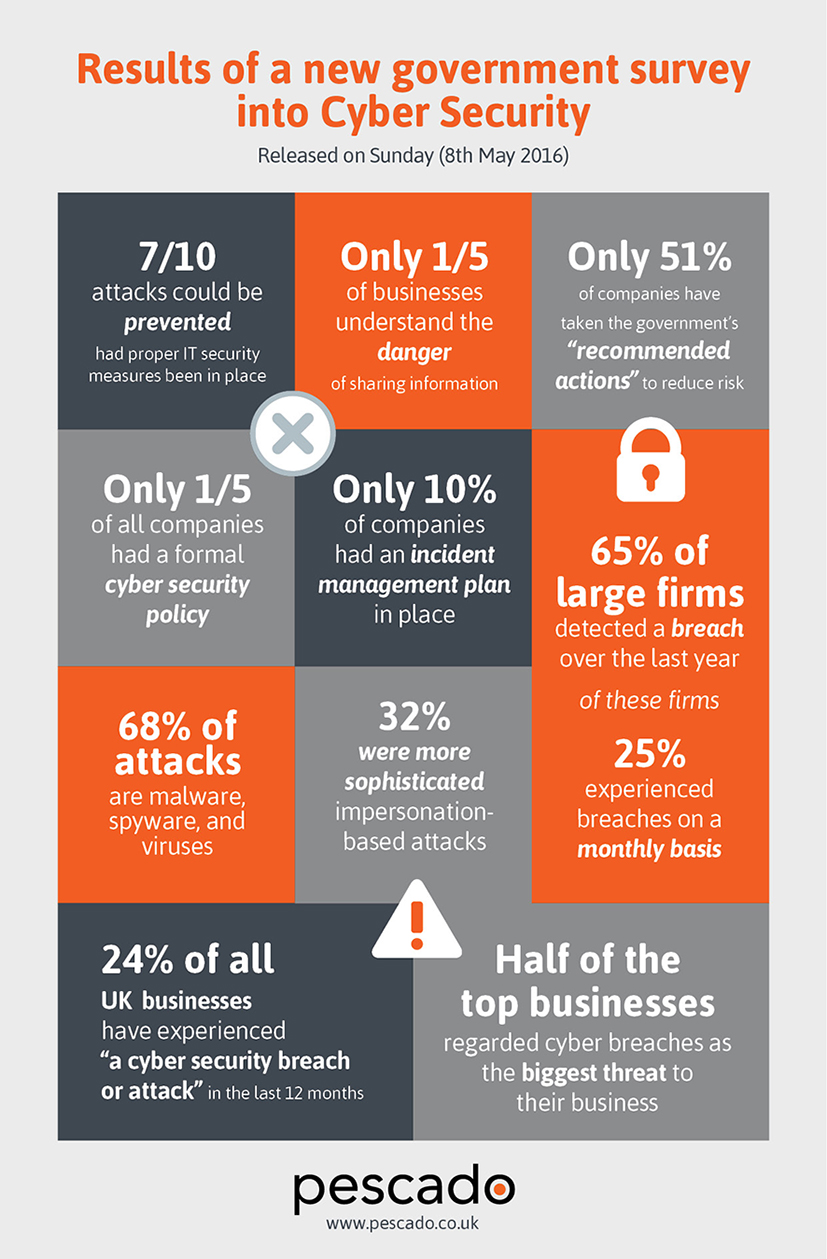 Results of a new government survey
into Cyber Security
Released on Sunday (8th May 2016)
7/10
attacks could be
prevented
had proper IT security
measures been in place
Only 1/5
of businesses
understand the
danger
of sharing information
Only 51%
of companies have
taken the government's
"recommended
actions" to reduce risk
Only 1/5
of all companies
had a formal
cyber security
policy
Only 10%
of companies
had an incident
management plan
in place
65% of
large firms
detected a breach
over the last year
of these firms
25%
experienced
breaches on a
monthly basis
68% of
attacks
are malware,
spyware, and
viruses
32%
were more
sophisticated
impersonation-
based attacks
24% of all
UK businesses
have experienced
"a cyber security breach
or attack" in the last 12 months
Half of the
top businesses
regarded cyber breaches as
the biggest threat to
their business
pescado
www.pescado.co.uk